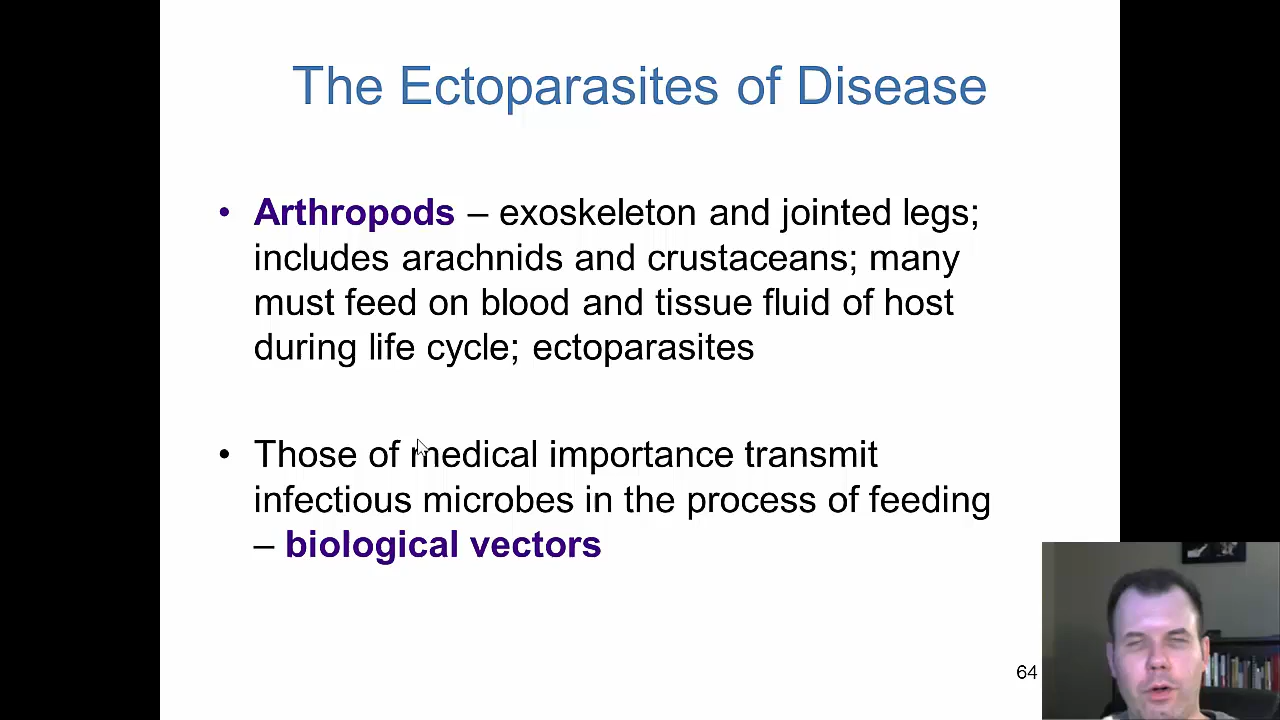 The Ectoparasites of Disease
• Arthropods – exoskeleton and jointed legs;
includes arachnids and crustaceans; many
must feed on blood and tissue fluid of host
during life cycle; ectoparasites
• Those of medical importance transmit
infectious microbes in the process of feeding
– biological vectors
64